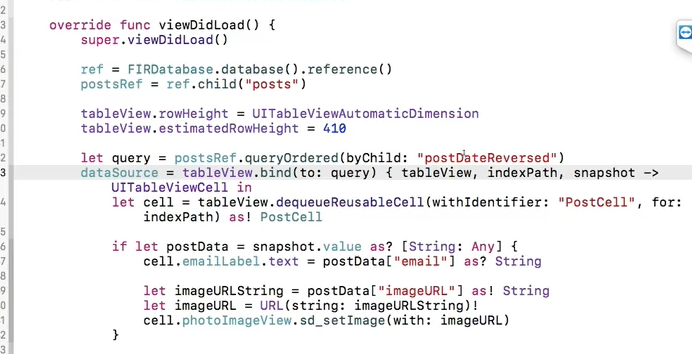 override func viewDidLoad() {
super.viewDidLoad()
ref = FIRDatabase.database().reference()
postsRef = ref.child("posts")
tableView.rowHeight = UITableViewAutomaticDimension
tableView.estimatedRowHeight = 410
let query = postsRef.queryOrdered(byChild: "postDateReversed")
dataSource = tableView.bind(to: query) { tableView, indexPath, snapshot ->
UITableViewCell in
let cell = tableView.dequeueReusableCell(withIdentifier: "PostCell", for:
indexPath) as! PostCell
if let postData = snapshot.value as? [String: Any] {
cell.emailLabel.text = postData["email"] as? String
let imageURLString = postData["imageURL"] as! String
let imageURL = URL(string: imageURLString)!
cell.photoImageView.sd_setImage(with: imageURL)
}